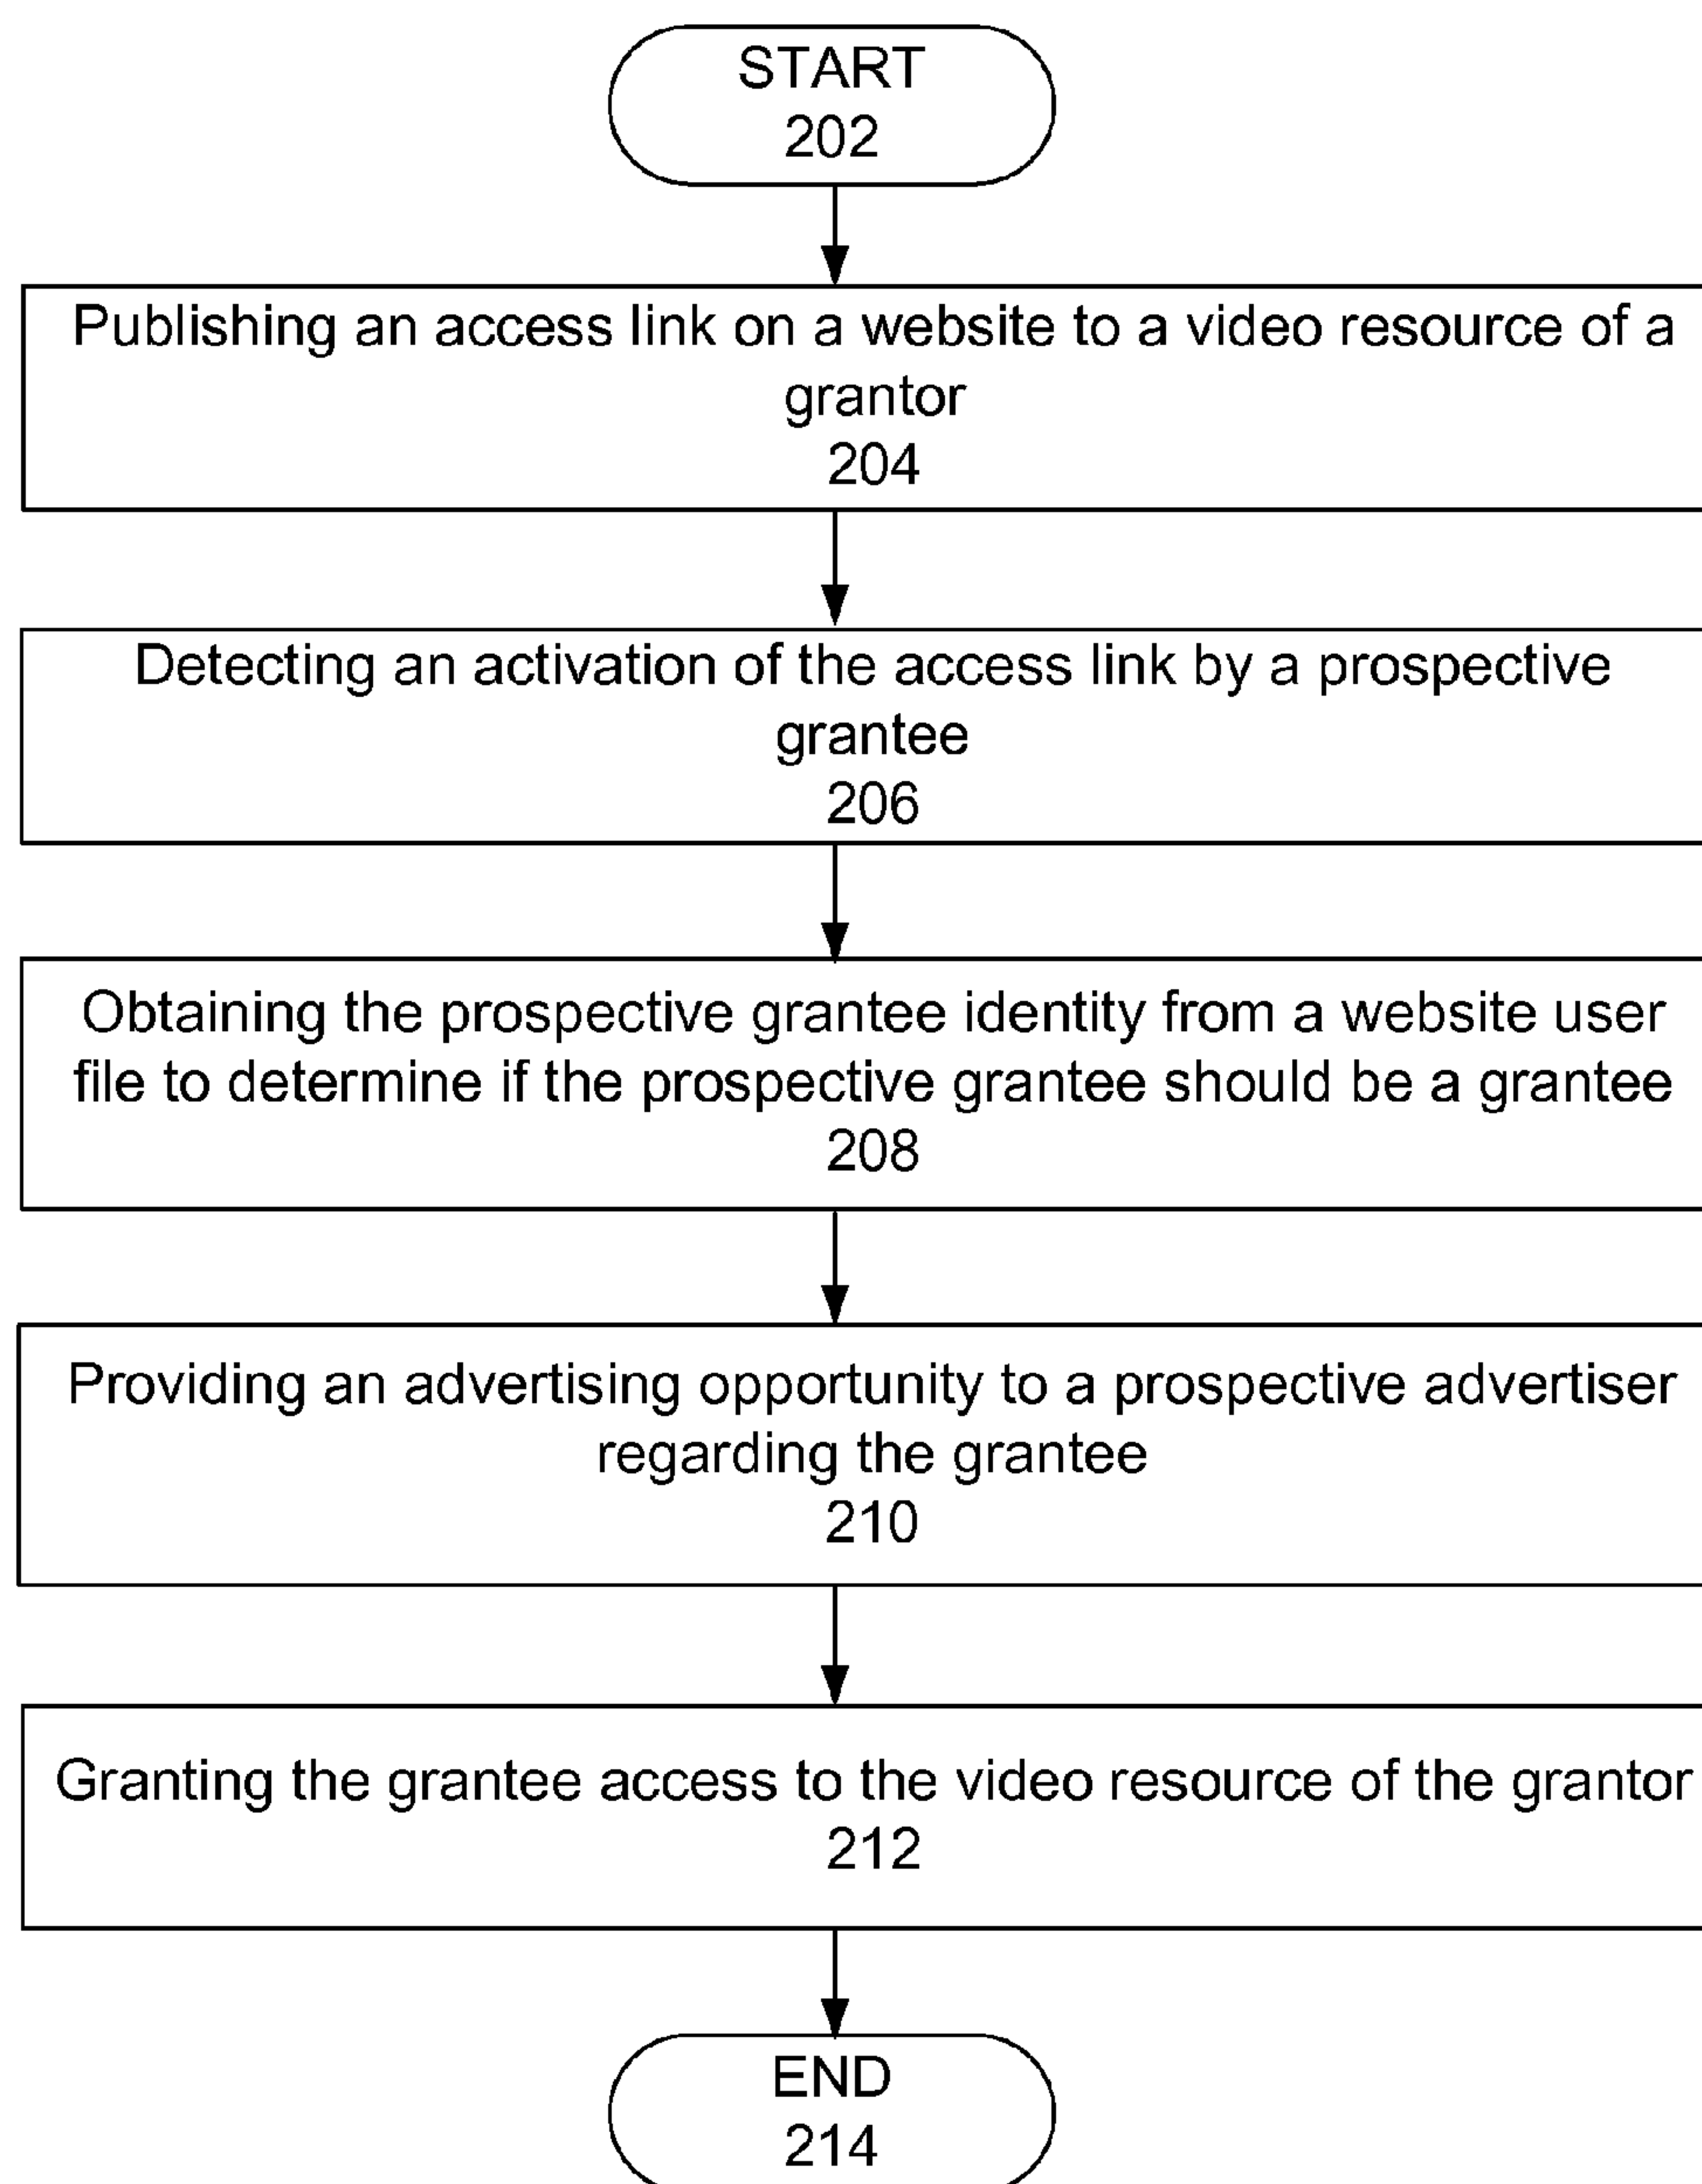 START
202
Publishing an access link on a website to a video resource of a
grantor
204
Detecting an activation of the access link by a prospective
grantee
206
Obtaining the prospective grantee identity from a website user
file to determine if the prospective grantee should be a grantee
208
Providing an advertising opportunity to a prospective advertiser
regarding the grantee
210
Granting the grantee access to the video resource of the grantor
212
END
214